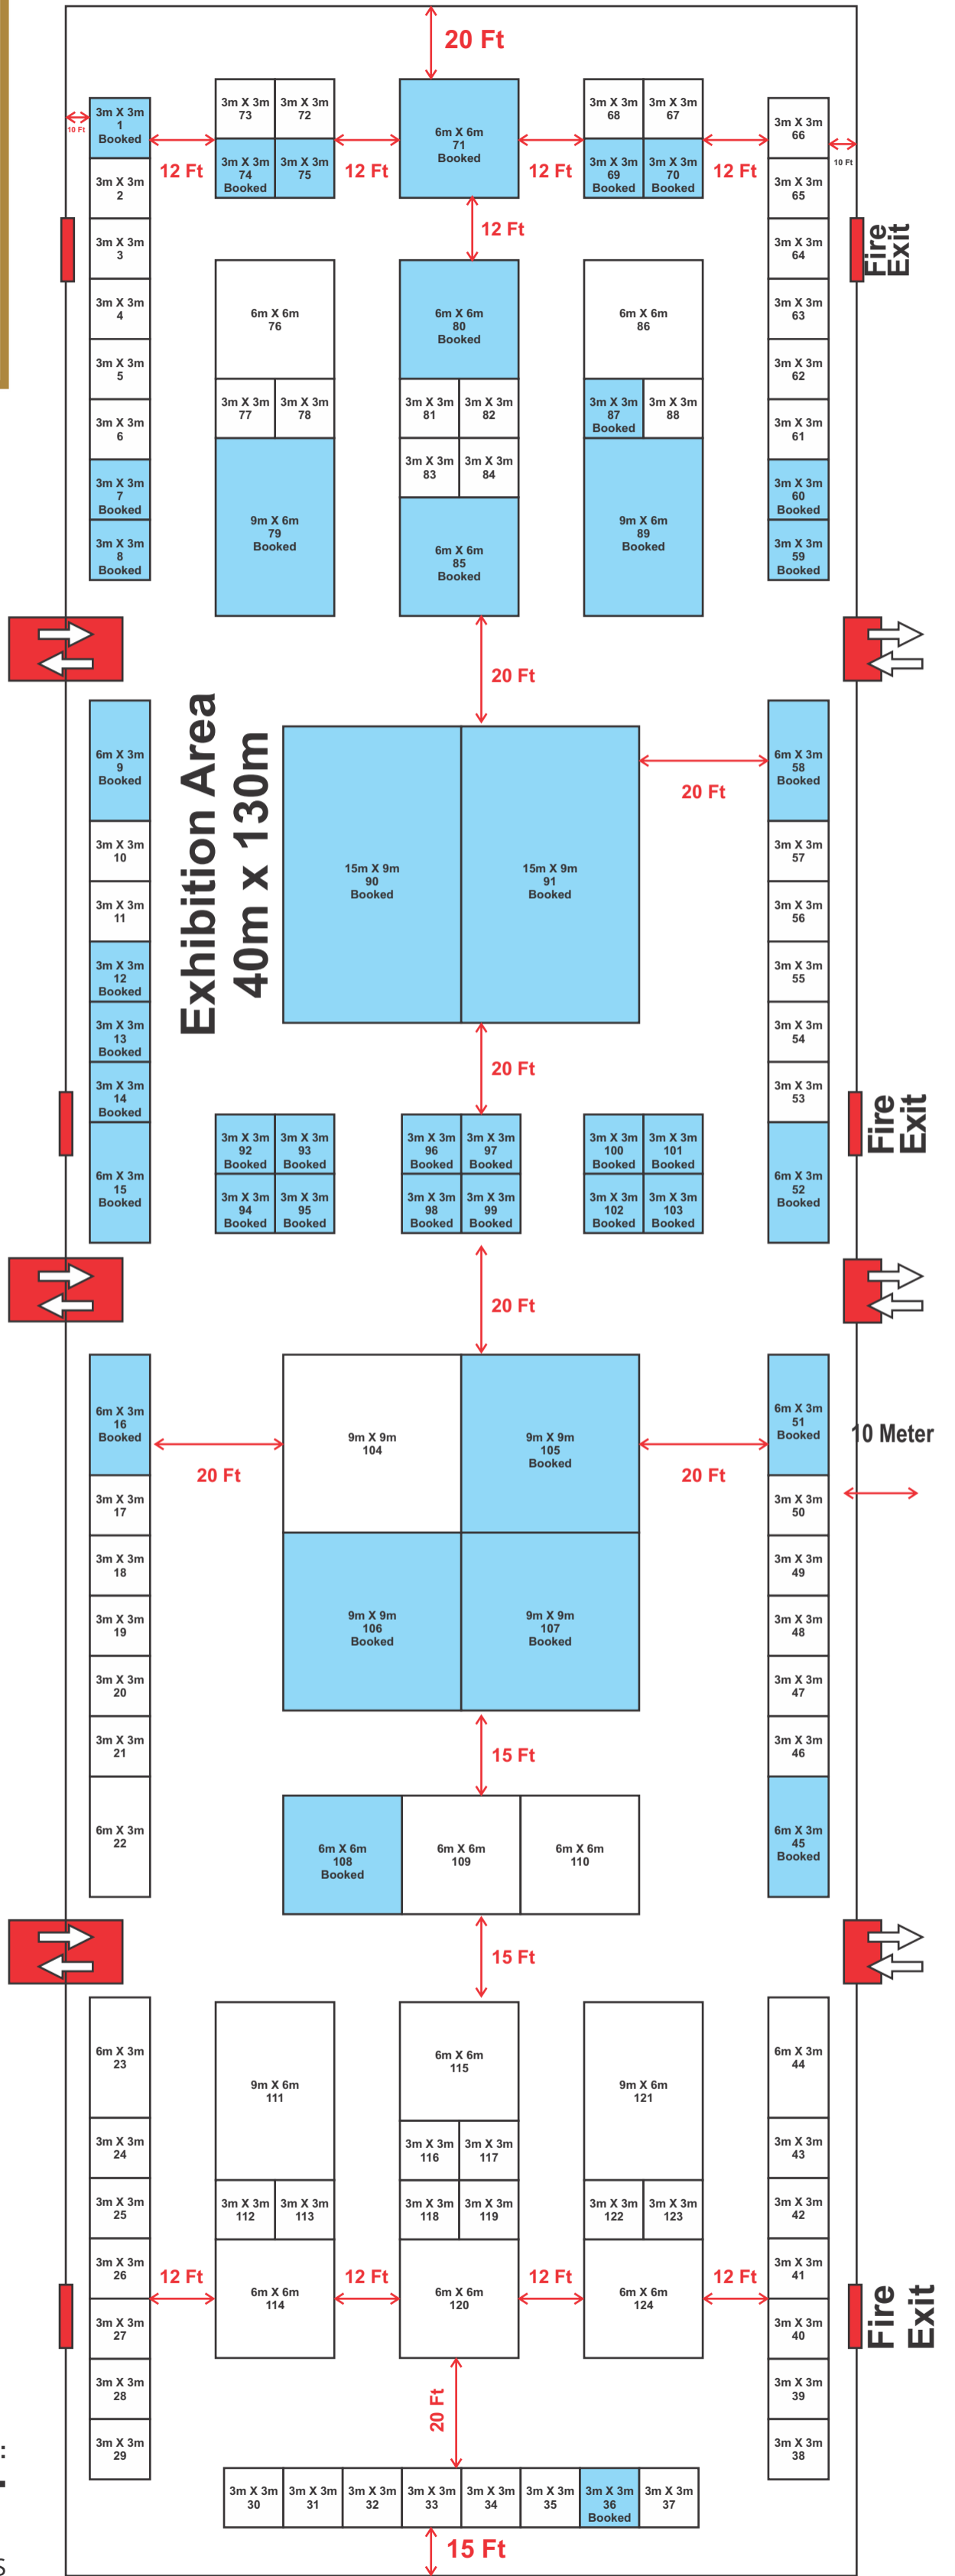 20 Ft
3m X 3m
1
Booked
10 Ft
12 Ft
3m X 3m
73
3m X 3m
72
3m X 3m
74
Booked
3m X 3m
75
12 Ft
6m X 6m
71
12 Ft
3m X 3m
68
3m X 3m
67
3m X 3m
69
Booked
3m X 3m
70
Booked
12 Ft
3m X 3m
66
10 Ft
12 Ft
3m X 3m
2
3m X 3m
3
3m X 3m
4
3m X 3m
5
3m X 3m
6
3m X 3m
7
Booked
3m X 3m
8
Booked
6m X 6m
76
3m X 3m
77
3m X 3m
78
9m X 6m
79
Booked
6m X 6m
80
Booked
3m X 3m
81
3m X 3m
82
3m X 3m
83
3m X 3m
84
6m X 6m
85
Booked
6m X 6m
86
3m X 3m
87
Booked
3m X 3m
88
9m X 6m
89
Booked
3m X 3m
65
3m X 3m
64
3m X 3m
63
3m X 3m
62
3m X 3m
61
3m X 3m
60
Booked
3m X 3m
59
Booked
Fire
Exit
20 Ft
6m X 3m
9
Booked
3m X 3m
10
3m X 3m
11
3m X 3m
12
Booked
3m X 3m
13
Booked
3m X 3m
14
Booked
6m X 3m
15
Booked
Exhibition Area
40m x 130m
15m X 9m
90
Booked
15m X 9m
91
Booked
20 Ft
6m X 3m
58
Booked
3m X 3m
57
3m X 3m
56
3m X 3m
55
3m X 3m
54
3m X 3m
53
6m X 3m
52
Booked
Fire
Exit
20 Ft
3m X 3m
92
Booked
3m X 3m
93
Booked
3m X 3m
94
Booked
3m X 3m
95
Booked
3m X 3m
96
Booked
3m X 3m
97
Booked
3m X 3m
98
Booked
3m X 3m
99
Booked
3m X 3m
100
Booked
3m X 3m
101
Booked
3m X 3m
102
Booked
3m X 3m
103
Booked
20 Ft
6m X 3m
16
Booked
3m X 3m
17
3m X 3m
18
3m X 3m
19
3m X 3m
20
3m X 3m
21
6m X 3m
22
20 Ft
9m X 9m
104
9m X 9m
105
Booked
9m X 9m
106
Booked
9m X 9m
107
Booked
20 Ft
6m X 3m
51
Booked
3m X 3m
50
3m X 3m
49
3m X 3m
48
3m X 3m
47
3m X 3m
46
6m X 3m
45
Booked
10 Meter
15 Ft
6m X 6m
108
Booked
6m X 6m
109
6m X 6m
110
15 Ft
6m X 3m
23
3m X 3m
24
3m X 3m
25
3m X 3m
26
3m X 3m
27
3m X 3m
28
3m X 3m
29
12 Ft
9m X 6m
111
3m X 3m
112
3m X 3m
113
6m X 6m
114
12 Ft
6m X 6m
115
3m X 3m
116
3m X 3m
117
3m X 3m
118
3m X 3m
119
6m X 6m
120
12 Ft
9m X 6m
121
3m X 3m
122
3m X 3m
123
6m X 6m
124
12 Ft
6m X 3m
44
3m X 3m
43
3m X 3m
42
3m X 3m
41
3m X 3m
40
3m X 3m
39
3m X 3m
38
Fire
Exit
20 Ft
3m X 3m
30
3m X 3m
31
3m X 3m
32
3m X 3m
33
3m X 3m
34
3m X 3m
35
3m X 3m
36
Booked
3m X 3m
37
15 Ft